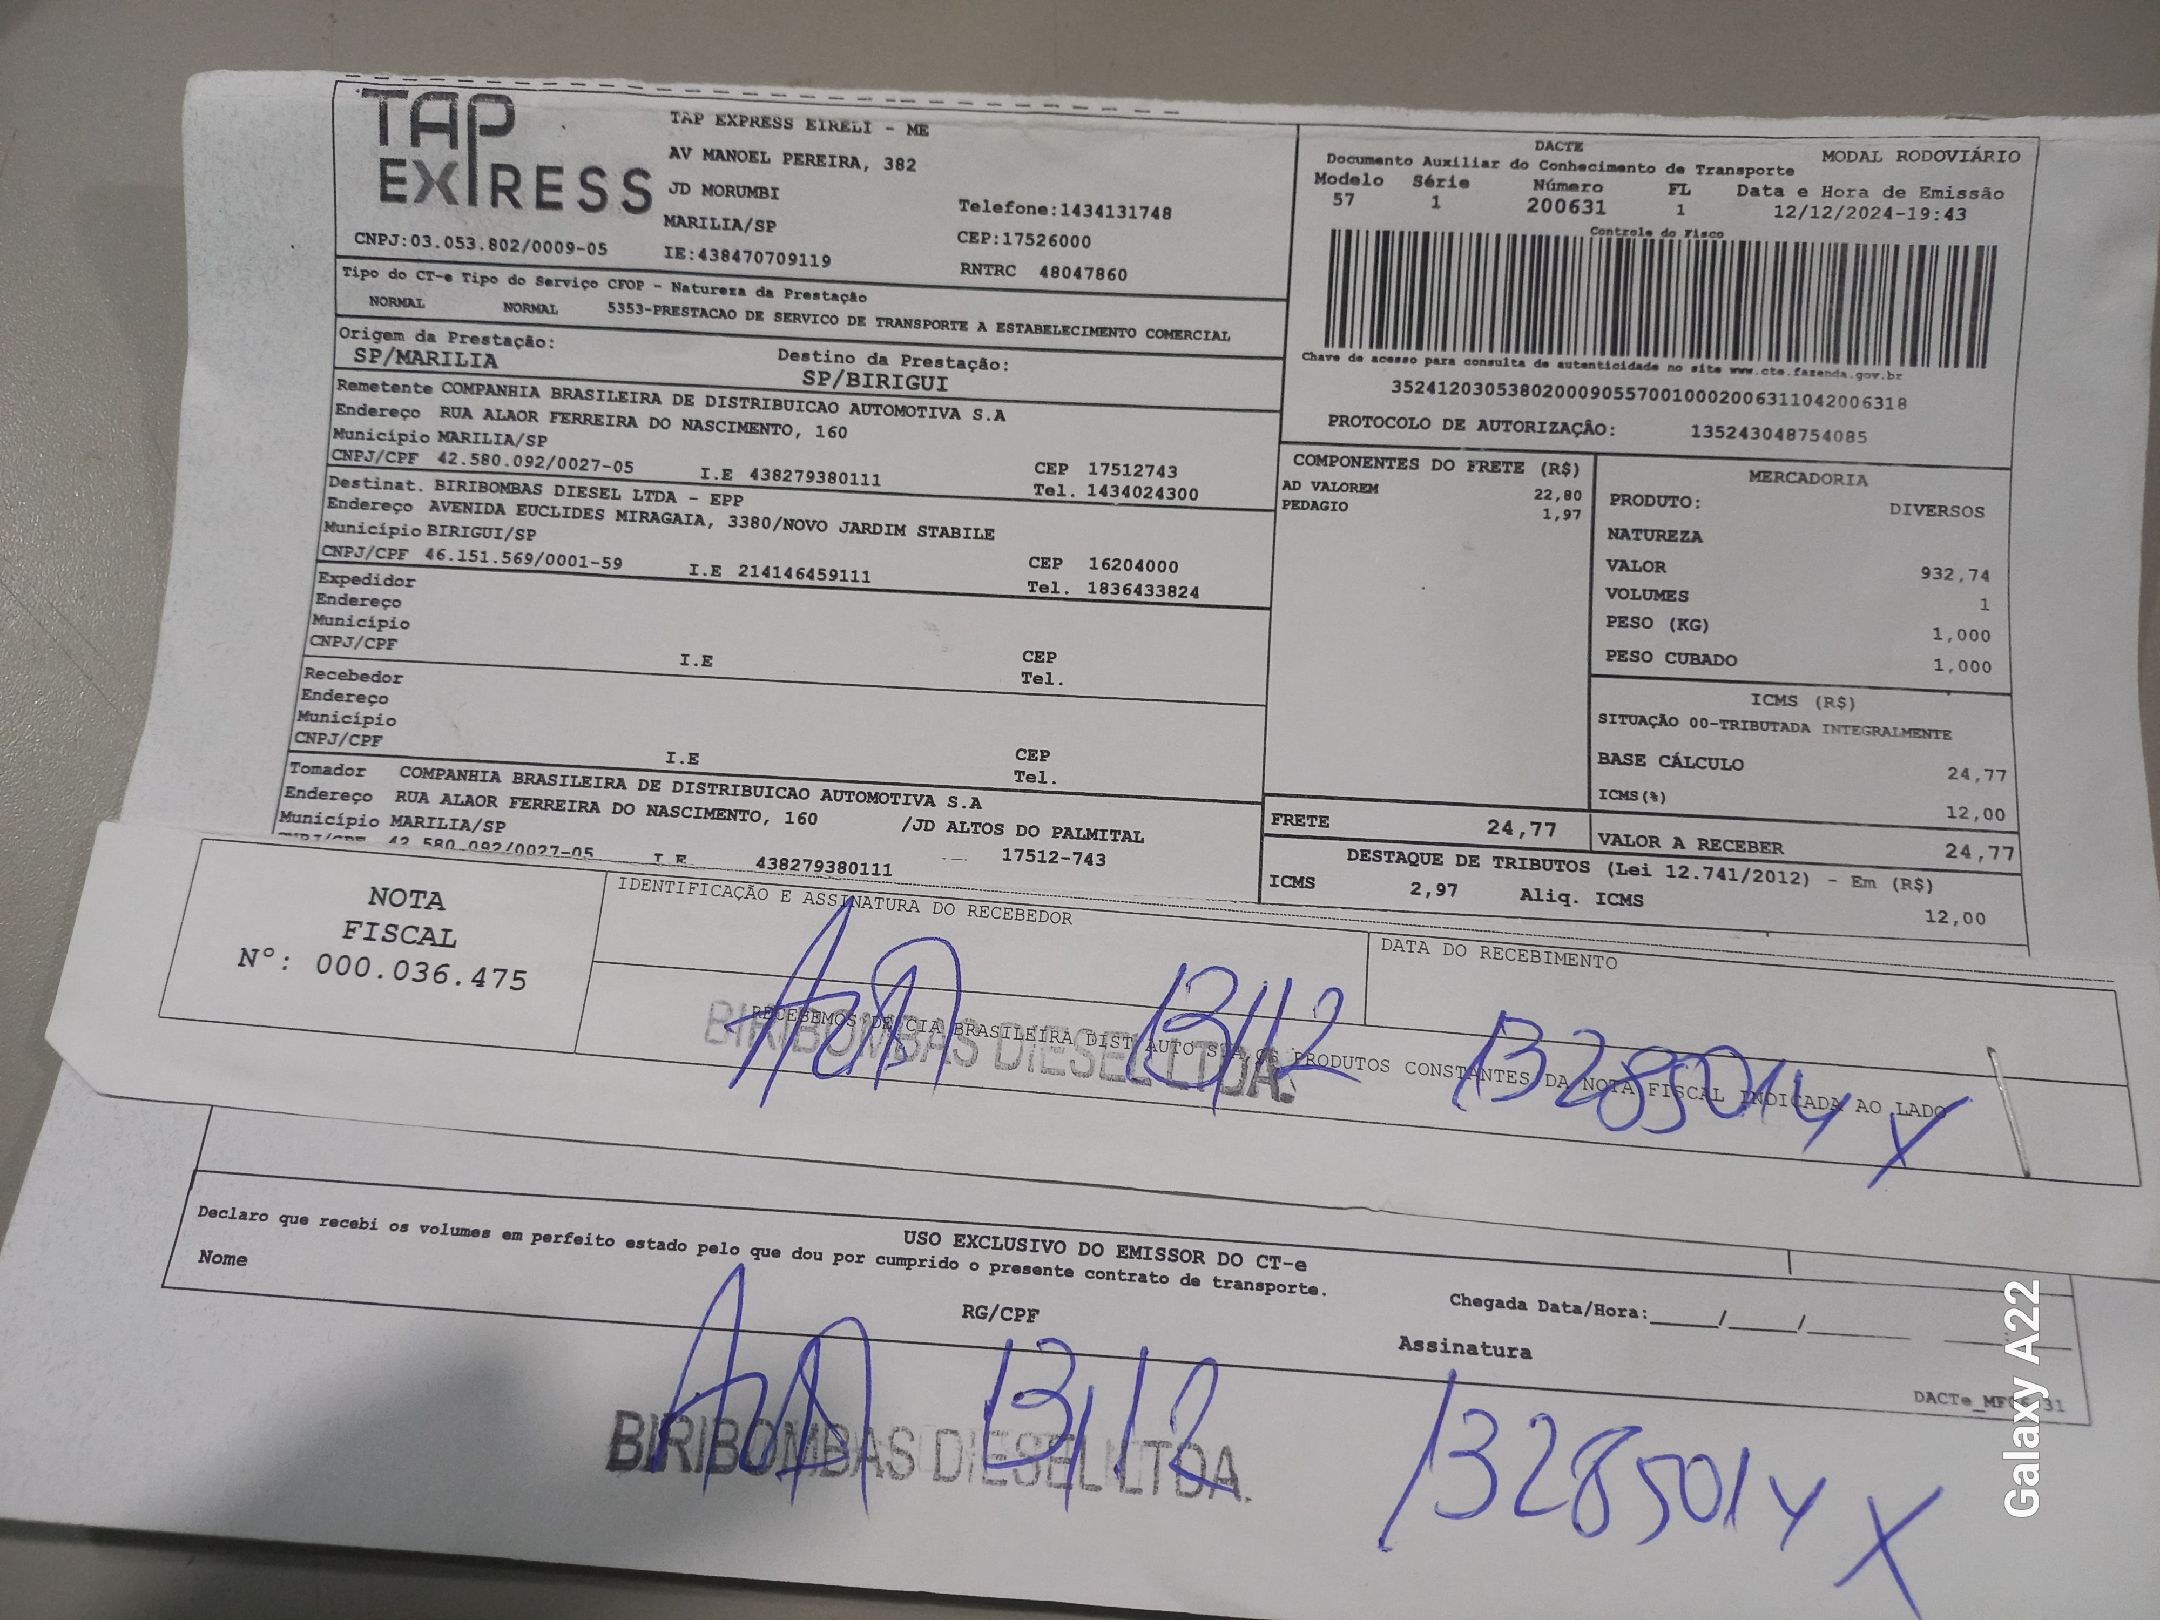 TAP
EXPRESS
TAP EXPRESS EIRELI - ME
AV MANOEL PEREIRA, 382
JD MORUMBI
MARILIA/SP
Telefone:1434131748
CEP:17526000
CNPJ:03.053.802/0009-05
IE:438470709119
RNTRC 48047860
DACTE
MODAL RODOVIÁRIO
Documento Auxiliar do Conhecimento de Transporte
Modelo Série Número FL Data e Hora de Emissão
57 1 200631 1 12/12/2024-19:43
Controle do Fisco
Chave de acesso para consulta de autenticidade no site www.cte.fazenda.gov.br
35241203053802000905570010002006311042006318
PROTOCOLO DE AUTORIZAÇÃO: 135243048754085
Tipo do CT-e Tipo do Serviço CFOP - Natureza da Prestação
NORMAL NORMAL 5353-PRESTACAO DE SERVICO DE TRANSPORTE A ESTABELECIMENTO COMERCIAL
Origem da Prestação:
SP/MARILIA
Destino da Prestação:
SP/BIRIGUI
Remetente COMPANHIA BRASILEIRA DE DISTRIBUICAO AUTOMOTIVA S.A
Endereço RUA ALAOR FERREIRA DO NASCIMENTO, 160
Município MARILIA/SP CEP 17512743
CNPJ/CPF 42.580.092/0027-05 I.E 438279380111 Tel. 1434024300
Destinat. BIRIBOMBAS DIESEL LTDA - EPP
Endereço AVENIDA EUCLIDES MIRAGAIA, 3380/NOVO JARDIM STABILE
Município BIRIGUI/SP CEP 16204000
CNPJ/CPF 46.151.569/0001-59 I.E 214146459111 Tel. 1836433824
Expedidor
Endereço
Município CEP
CNPJ/CPF I.E Tel.
Recebedor
Endereço
Município CEP
CNPJ/CPF I.E Tel.
Tomador COMPANHIA BRASILEIRA DE DISTRIBUICAO AUTOMOTIVA S.A
Endereço RUA ALAOR FERREIRA DO NASCIMENTO, 160 /JD ALTOS DO PALMITAL
Município MARILIA/SP 17512-743
CNPJ/CPF 42.580.092/0027-05 I.E 438279380111
COMPONENTES DO FRETE (R$)
AD VALOREM 22,80
PEDAGIO 1,97
MERCADORIA
PRODUTO: DIVERSOS
NATUREZA
VALOR 932,74
VOLUMES 1
PESO (KG) 1,000
PESO CUBADO 1,000
ICMS (R$)
SITUAÇÃO 00-TRIBUTADA INTEGRALMENTE
BASE CÁLCULO 24,77
ICMS(%) 12,00
FRETE 24,77
VALOR A RECEBER 24,77
DESTAQUE DE TRIBUTOS (Lei 12.741/2012) - Em (R$)
ICMS 2,97 Aliq. ICMS 12,00
NOTA
FISCAL
N°: 000.036.475
IDENTIFICAÇÃO E ASSINATURA DO RECEBEDOR
DATA DO RECEBIMENTO
RECEBEMOS DE CIA BRASILEIRA DIST AUTO S.A. OS PRODUTOS CONSTANTES DA NOTA FISCAL INDICADA AO LADO
BIRIBOMBAS DIESEL LTDA.
13/12 13285014 X
USO EXCLUSIVO DO EMISSOR DO CT-e
Declaro que recebi os volumes em perfeito estado pelo que dou por cumprido o presente contrato de transporte.
Nome
RG/CPF
Chegada Data/Hora:_____/_____/_____
Assinatura
BIRIBOMBAS DIESEL LTDA.
13/12 13285014 X
Galaxy A22